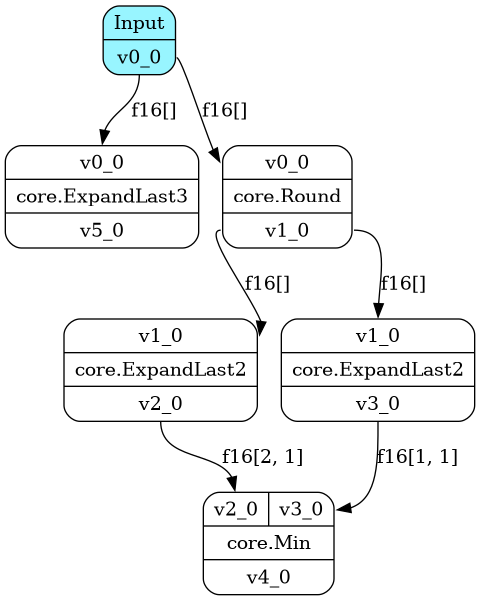 Input
v0_0
f16[]
f16[]
v0_0
core.ExpandLast3
v5_0
v0_0
core.Round
v1_0
f16[]
f16[]
v1_0
core.ExpandLast2
v2_0
v1_0
core.ExpandLast2
v3_0
f16[2, 1]
f16[1, 1]
v2_0 v3_0
core.Min
v4_0